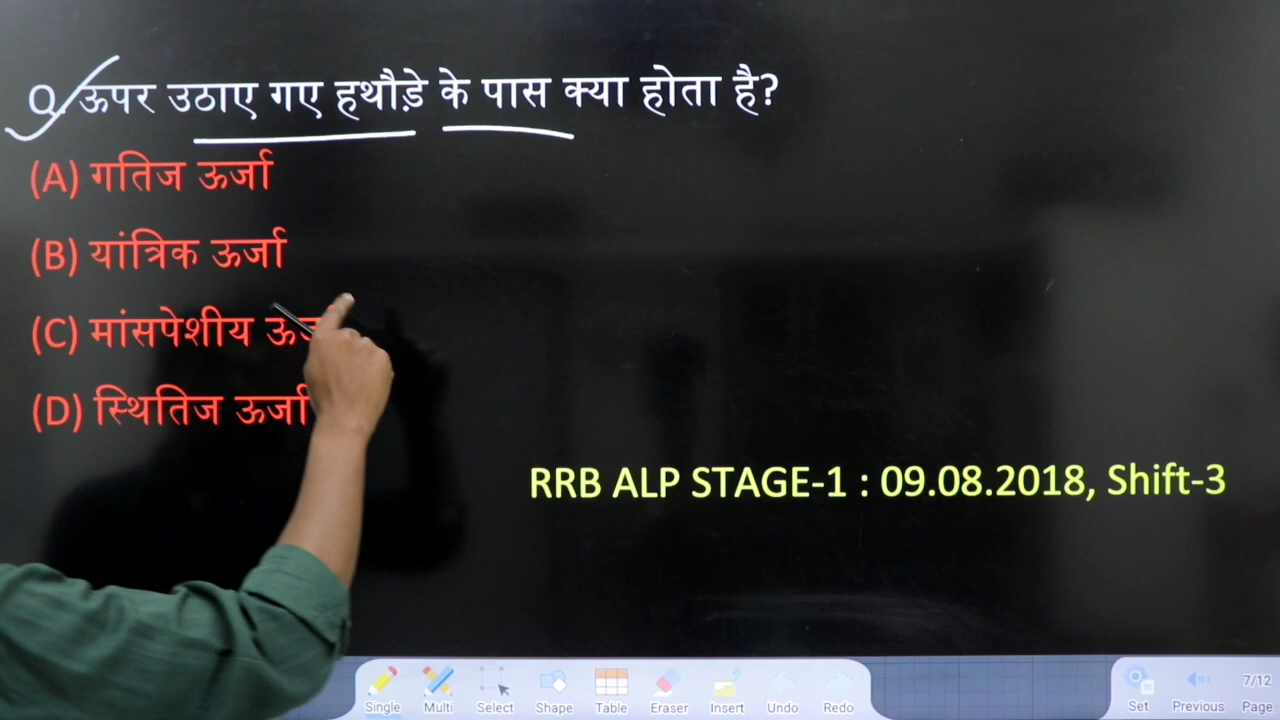 Q. ऊपर उठाए गए हथौड़े के पास क्या होता है?
(A) गतिज ऊर्जा
(B) यांत्रिक ऊर्जा
(C) मांसपेशीय
(D) स्थितिज ऊर्जा
RRB ALP STAGE-1 : 09.08.2018, Shift-3
Single Multi Select Shape Table Eraser Insert Undo Redo Set Previous Page
7/12